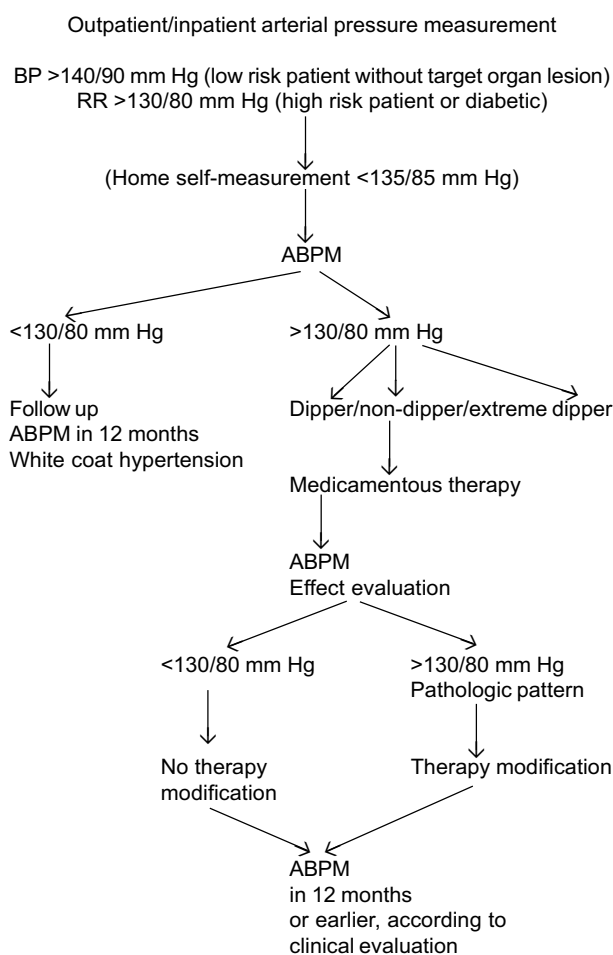 Outpatient/inpatient arterial pressure measurement
BP >140/90 mm Hg (low risk patient without target organ lesion)
RR >130/80 mm Hg (high risk patient or diabetic)
(Home self-measurement <135/85 mm Hg)
ABPM
<130/80 mm Hg
>130/80 mm Hg
Follow up
ABPM in 12 months
White coat hypertension
Dipper/non-dipper/extreme dipper
Medicamentous therapy
ABPM
Effect evaluation
<130/80 mm Hg
>130/80 mm Hg
Pathologic pattern
No therapy
modification
Therapy modification
ABPM
in 12 months
or earlier, according to
clinical evaluation